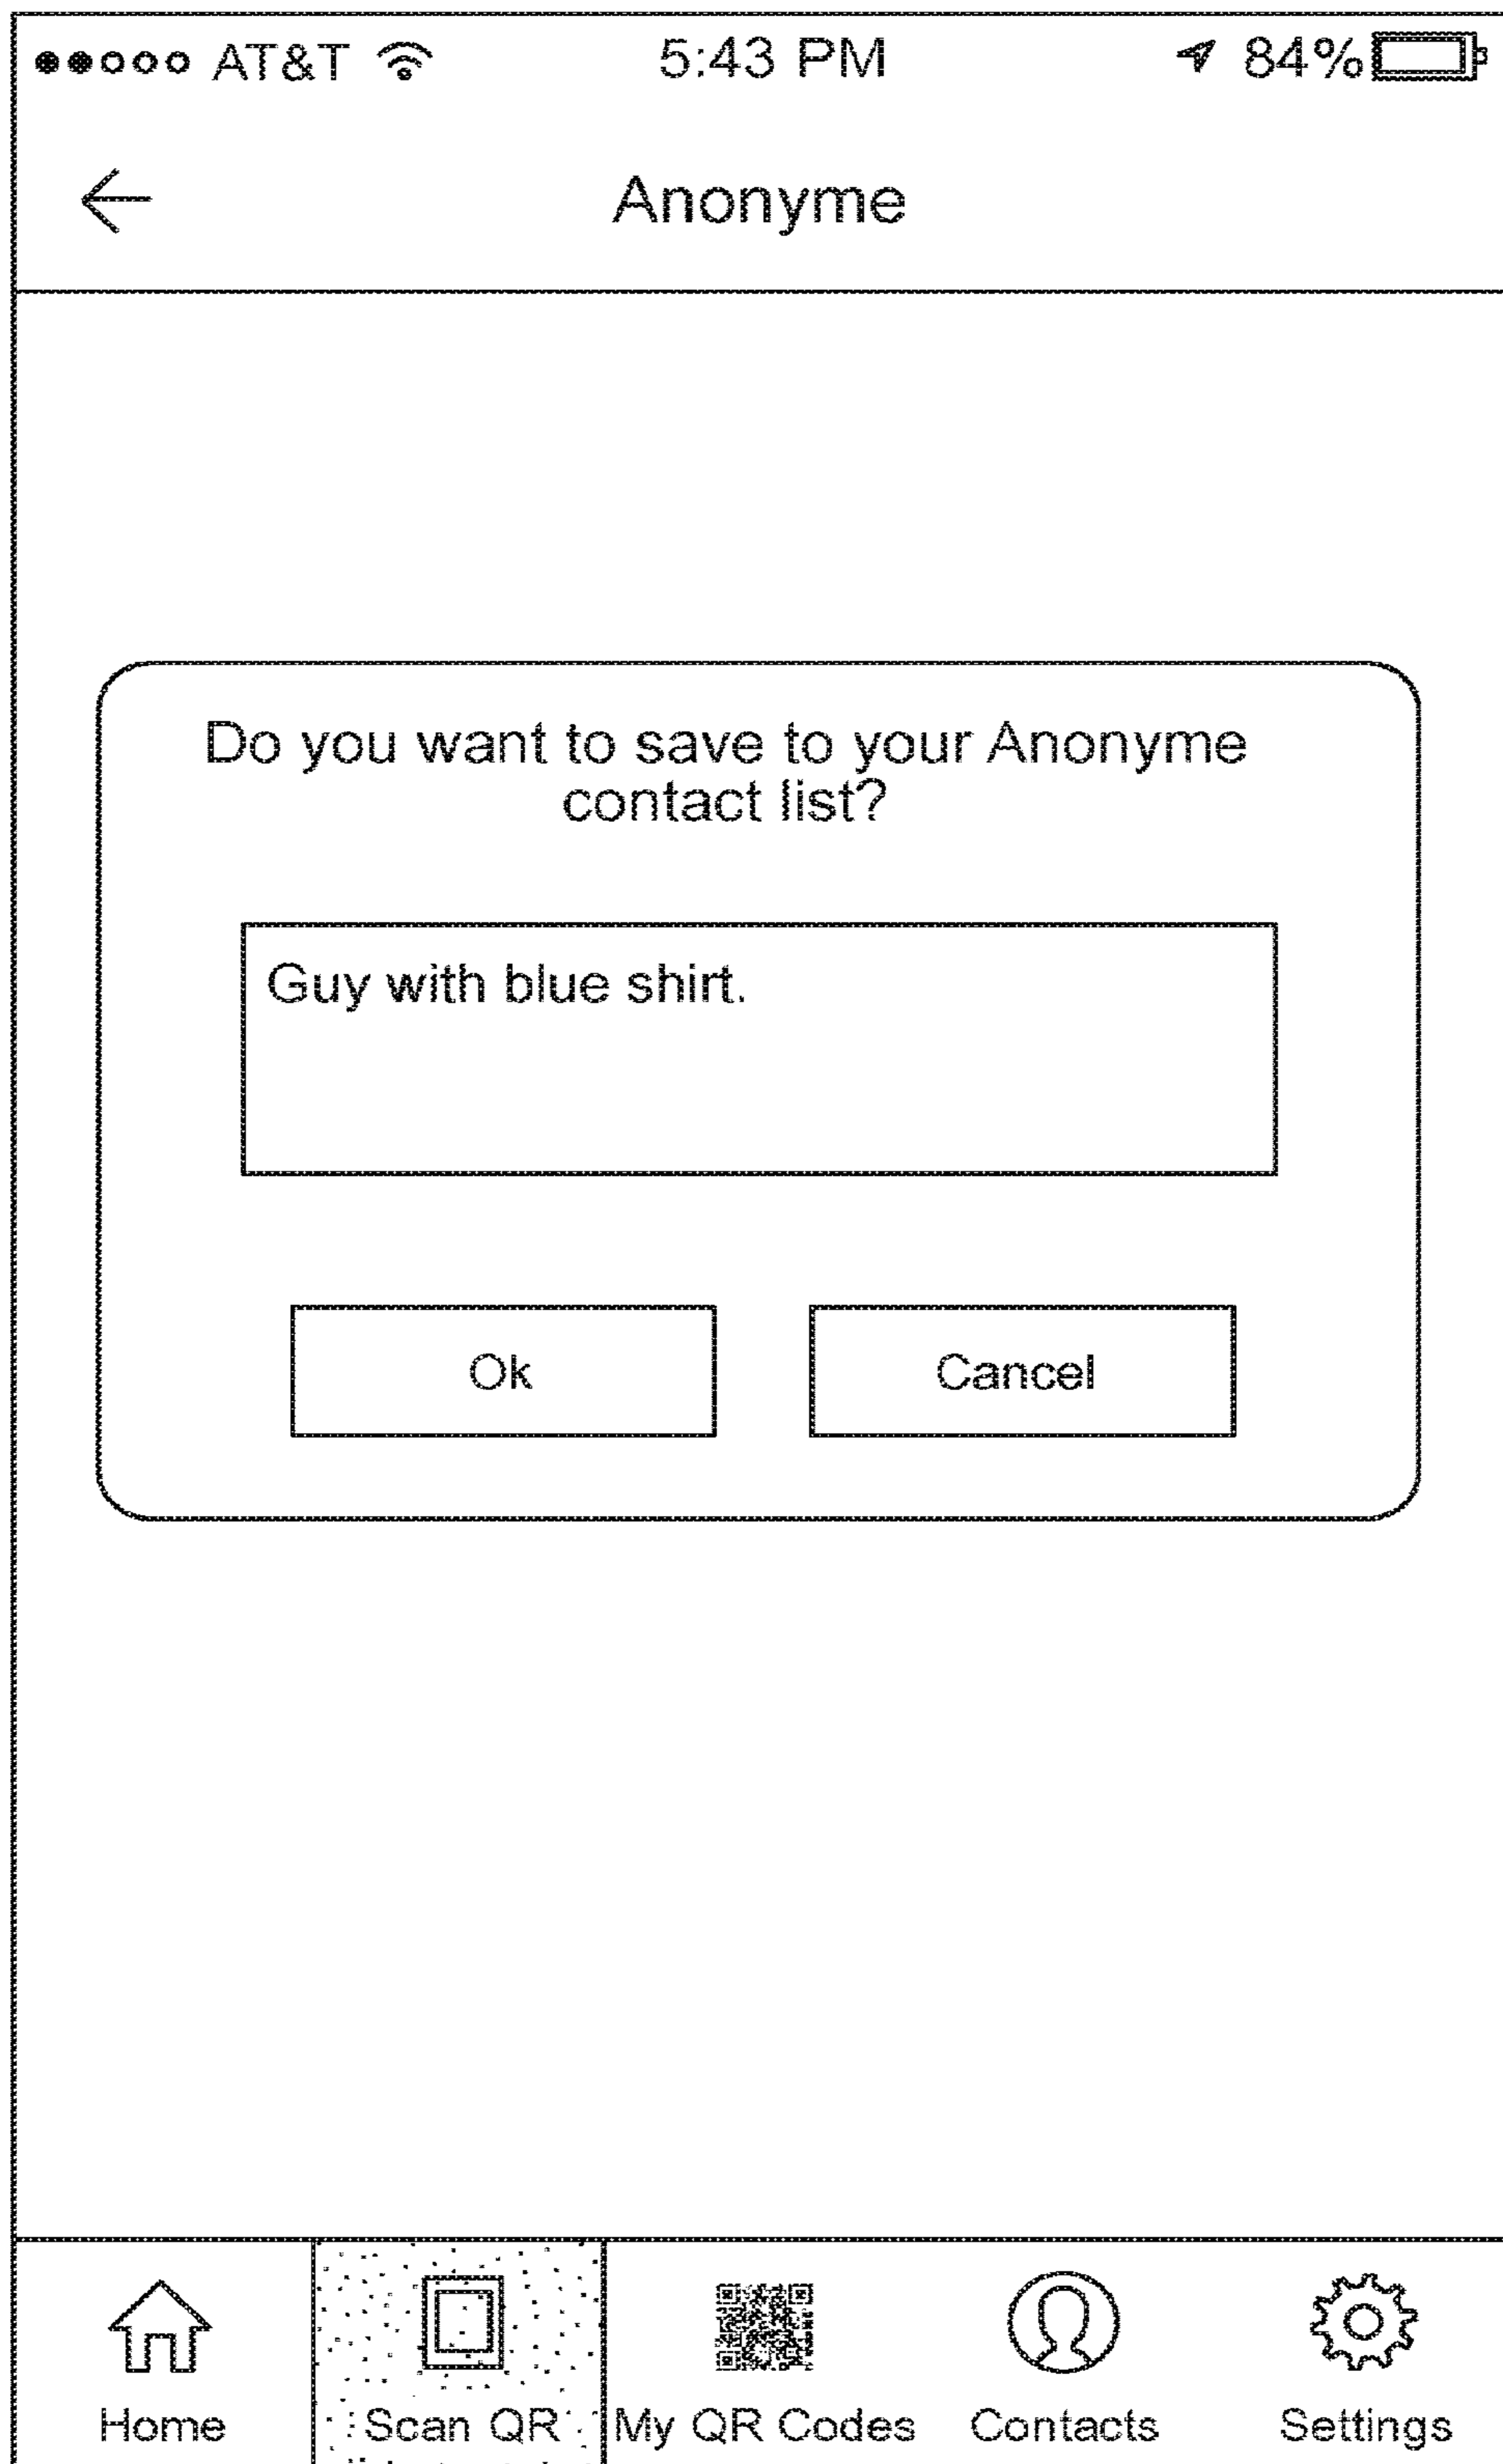 AT&T 5:43 PM 84%
Anonyme
Do you want to save to your Anonyme
contact list?
Guy with blue shirt.
Ok Cancel
Home Scan QR My QR Codes Contacts Settings